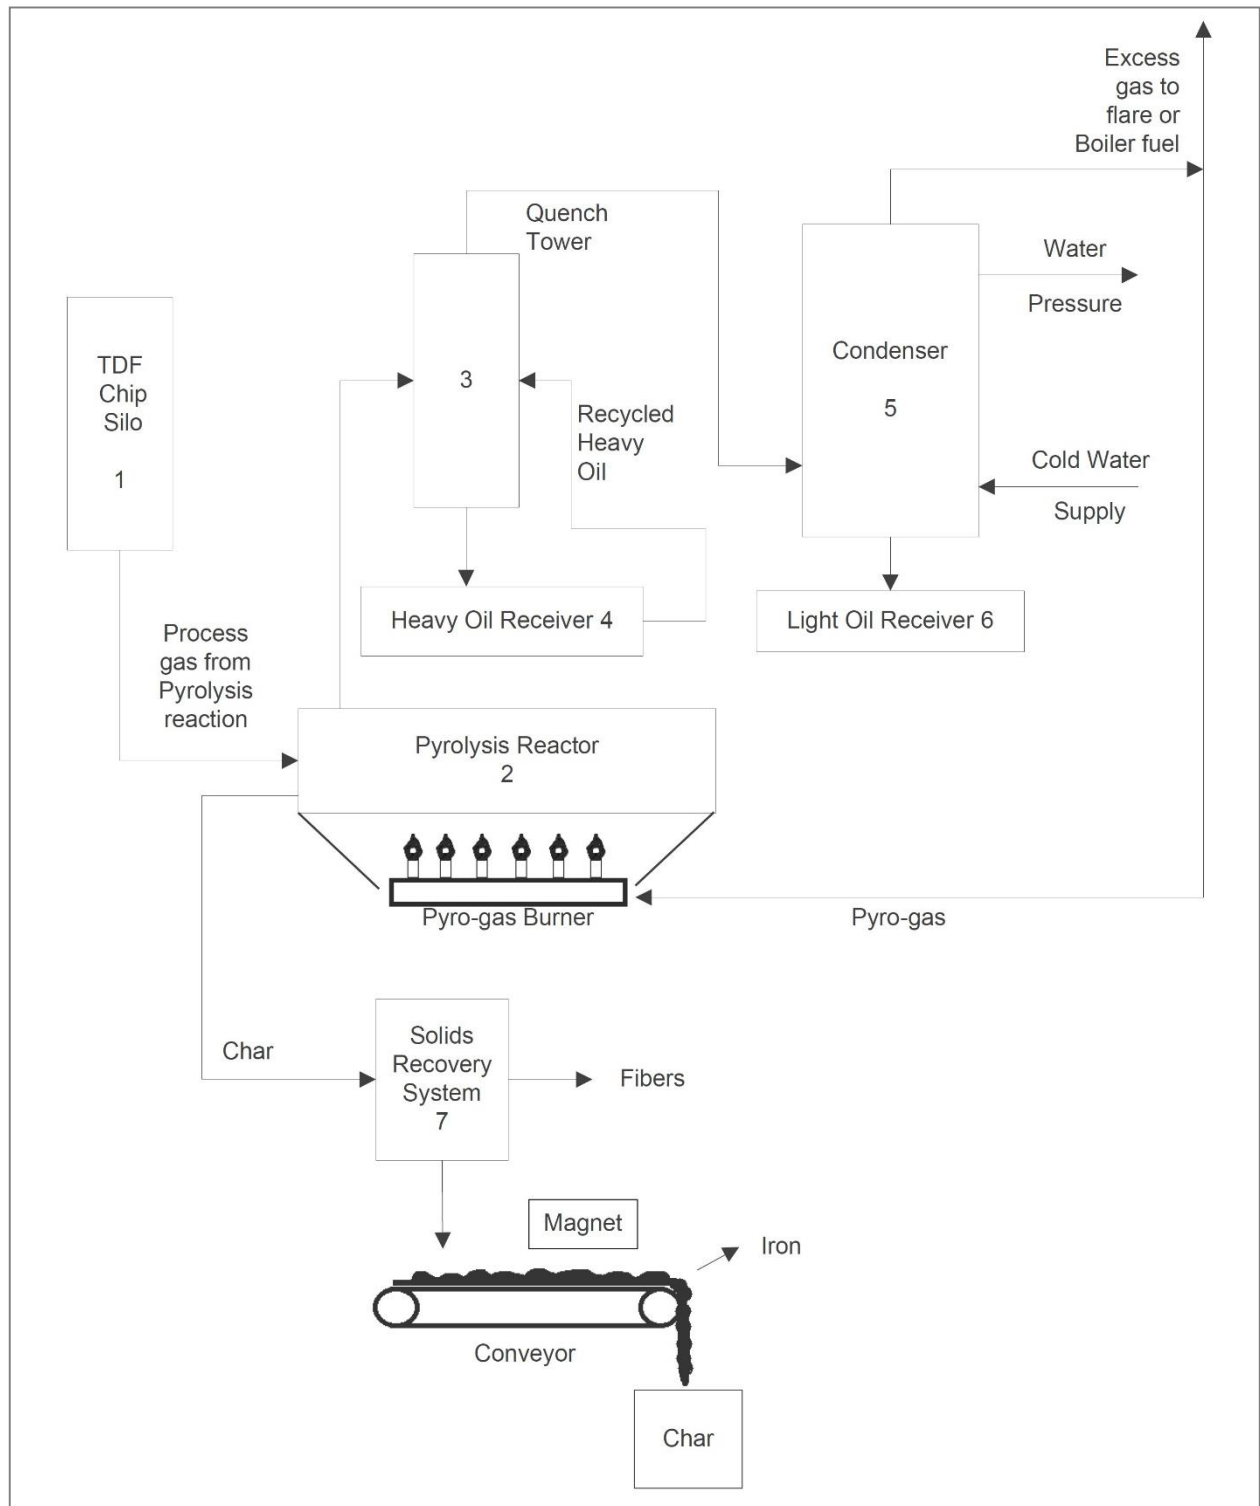 Excess
gas to
flare or
Boiler fuel
Quench
Tower
Water
Pressure
TDF
Chip
Silo
1
3
Condenser
5
Recycled
Heavy
Oil
Cold Water
Supply
Heavy Oil Receiver 4
Light Oil Receiver 6
Process
gas from
Pyrolysis
reaction
Pyrolysis Reactor
2
Pyro-gas Burner
Pyro-gas
Char
Solids
Recovery
System
7
Fibers
Magnet
Iron
Conveyor
Char